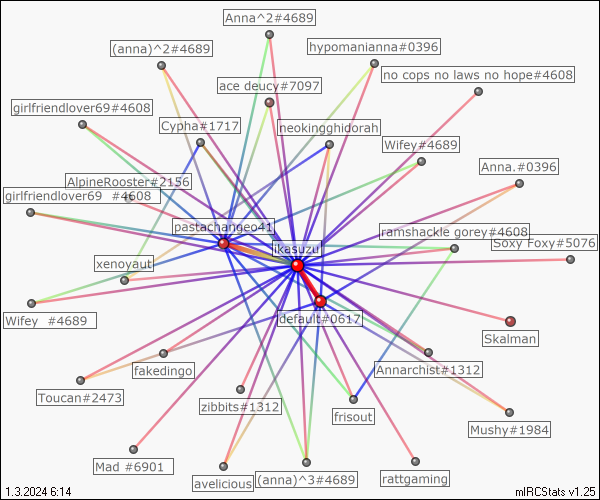 Anna^2#4689
(anna)^2#4689
hypomanianna#0396
no cops no laws no hope#4608
ace deucy#7097
girlfriendlover69#4608
Cypha#1717
neokingghidorah
Wifey#4689
Anna.#0396
AlpineRooster#2156
girlfriendlover69 #4608
pastachangeo41
ramshackle gorey#4608
Soxy Foxy#5076
ikasuzu
xenoyaut
Wifey #4689
default#0617
Skalman
fakedingo
Annarchist#1312
Toucan#2473
zibbits#1312
frisout
Mushy#1984
Mad #6901
avelicious
(anna)^3#4689
rattgaming
1.3.2024 6:14
mIRCStats v1.25